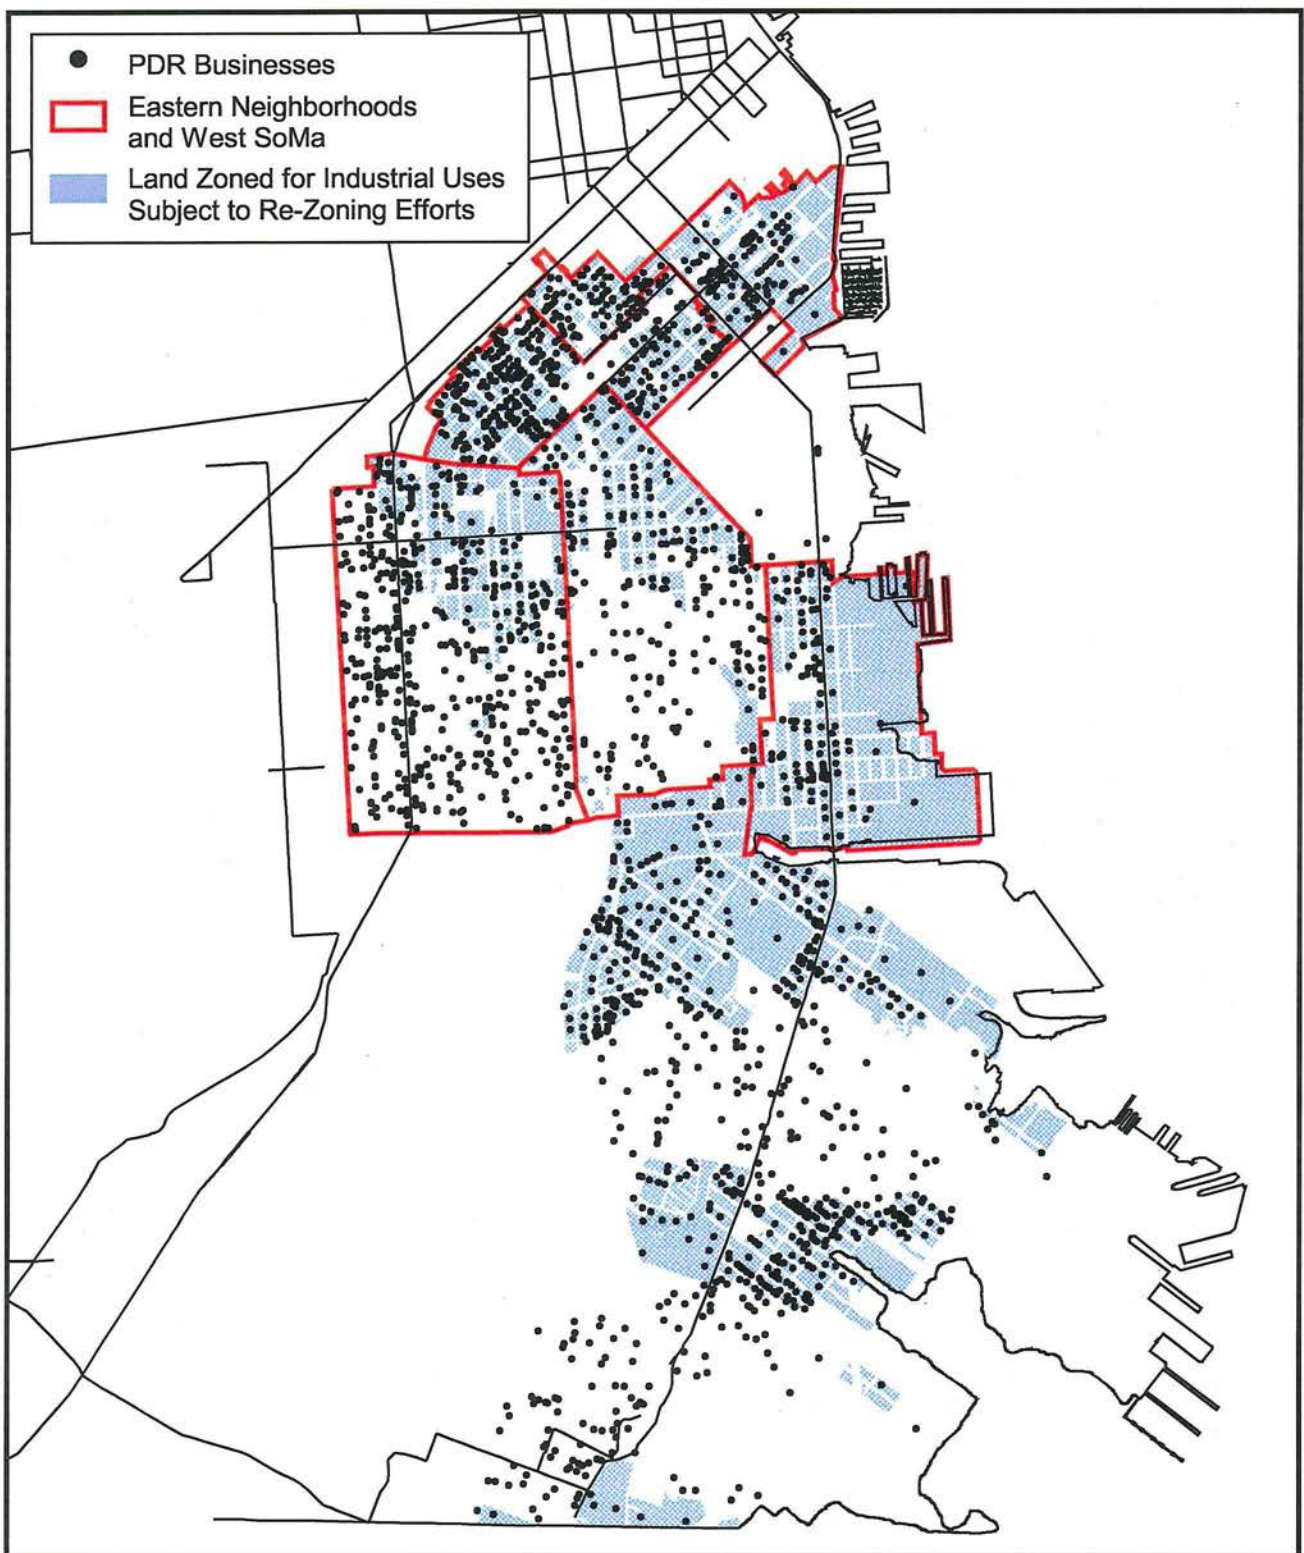 PDR Businesses
Eastern Neighborhoods
and West SoMa
Land Zoned for Industrial Uses
Subject to Re-Zoning Efforts